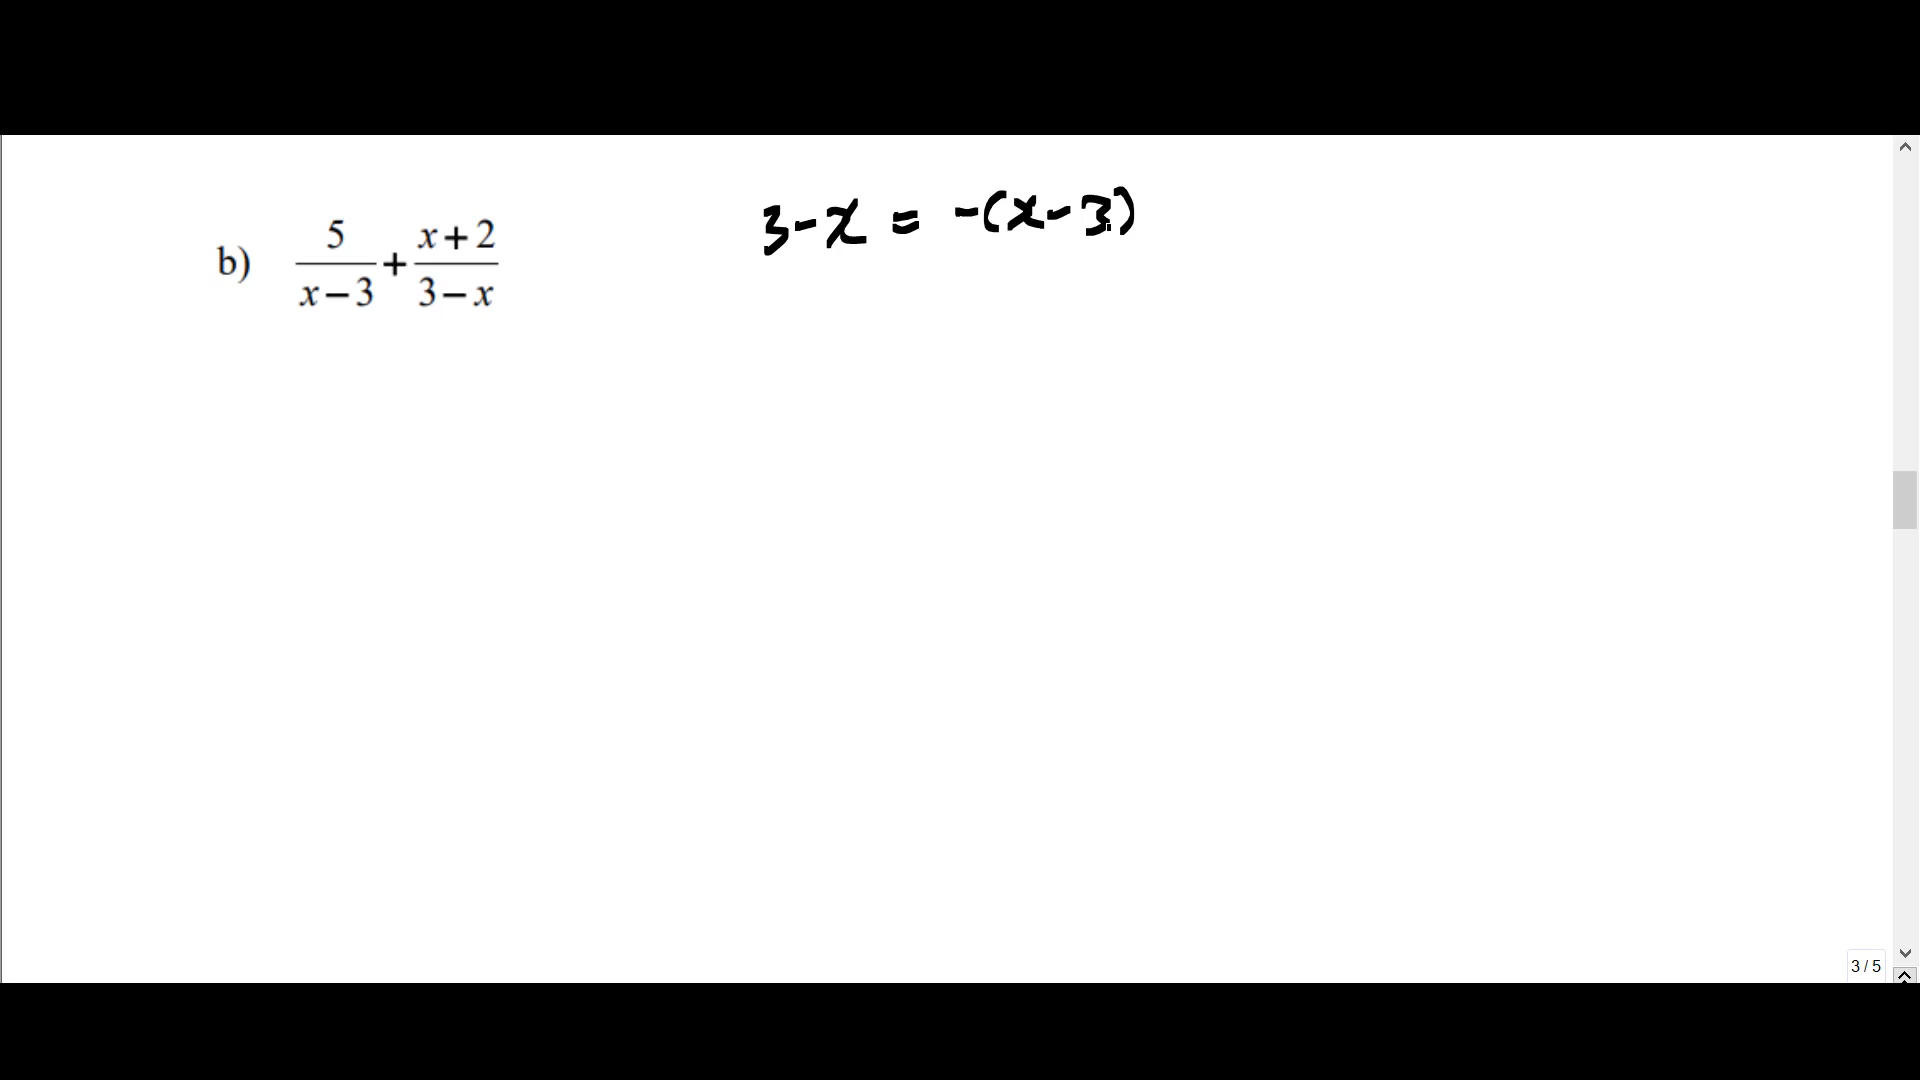 3-x = -(x-3)
b) 5/(x-3) + (x+2)/(3-x)
3 / 5